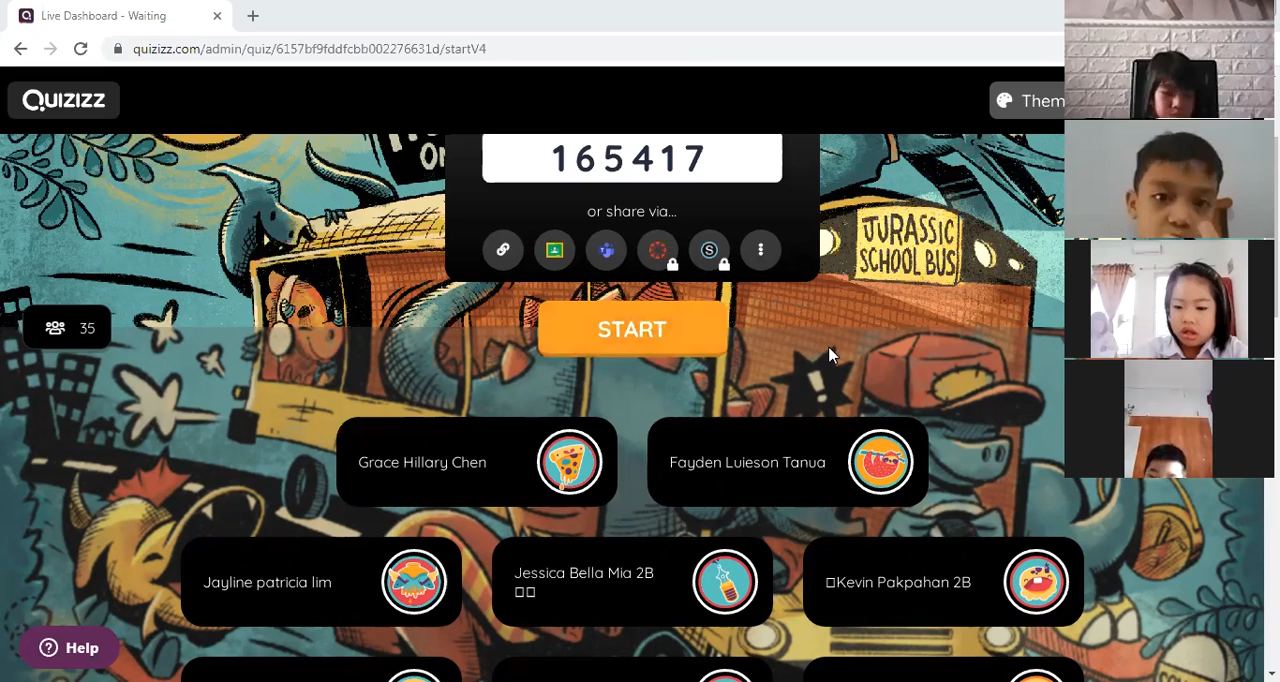 Live Dashboard - Waiting
quizizz.com/admin/quiz/6157bf9fddfcbb002276631d/startV4
Quizizz
Them
165417
or share via...
JURASSIC
SCHOOL BUS
35
START
Grace Hillary Chen
Fayden Luieson Tanua
Jayline patricia lim
Jessica Bella Mia 2B
Kevin Pakpahan 2B
Help